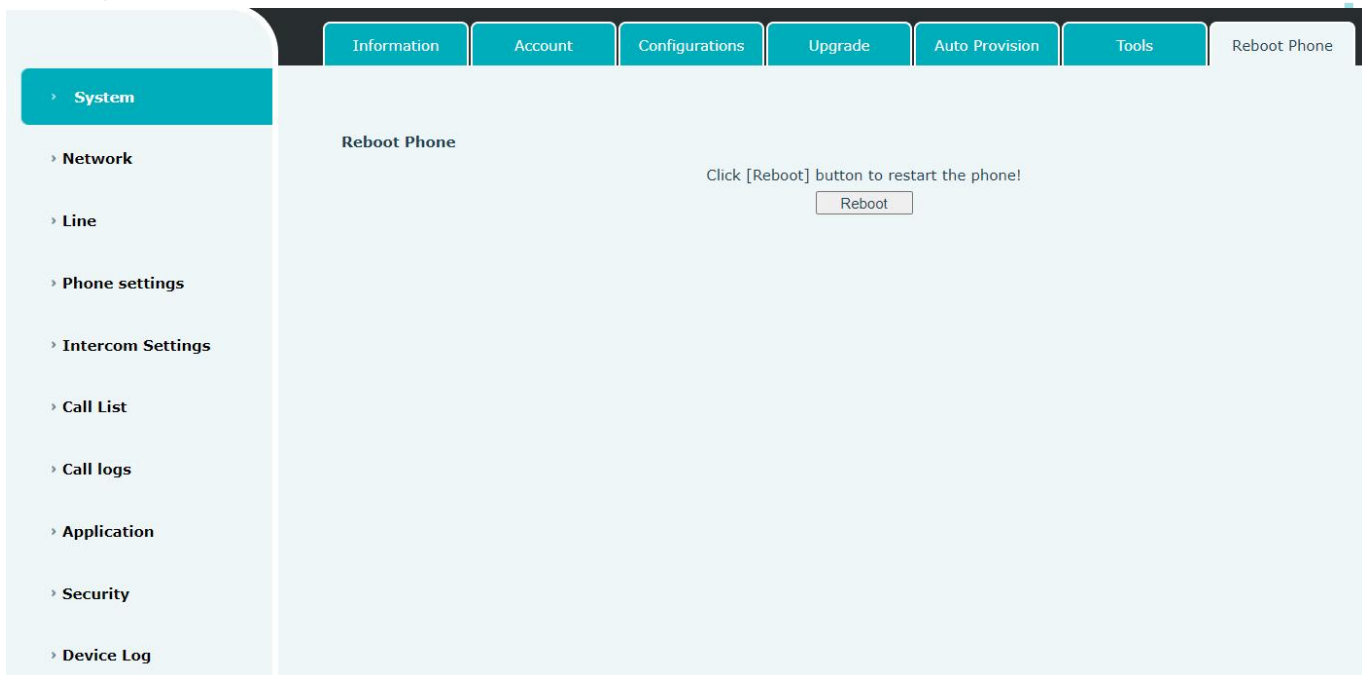 Information Account Configurations Upgrade Auto Provision Tools Reboot Phone
› System
› Network
› Line
› Phone settings
› Intercom Settings
› Call List
› Call logs
› Application
› Security
› Device Log
Reboot Phone
Click [Reboot] button to restart the phone!
Reboot